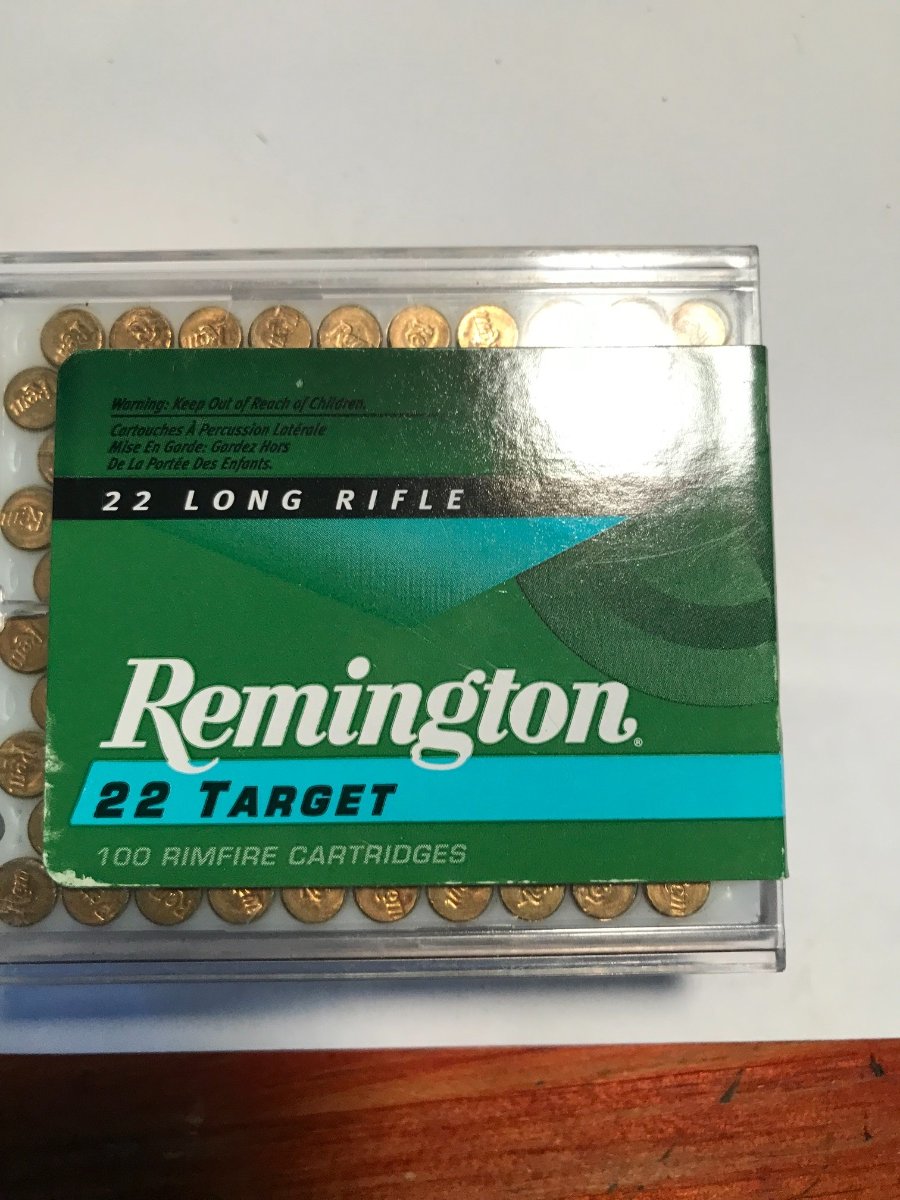 Warning: Keep Out of Reach of Children.
Cartouches À Percussion Latérale
Mise En Garde: Gardez Hors
De La Portée Des Enfants.
22 LONG RIFLE
Remington®
22 TARGET
100 RIMFIRE CARTRIDGES
Rem